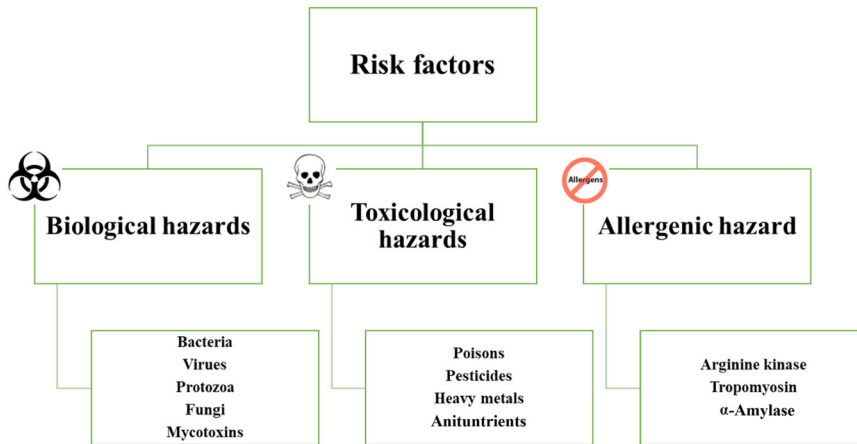 Risk factors
Biological hazards
Allergens
Toxicological
hazards
Allergenic hazard
Bacteria
Virues
Protozoa
Fungi
Mycotoxins
Poisons
Pesticides
Heavy metals
Anituntrients
Arginine kinase
Tropomyosin
α-Amylase